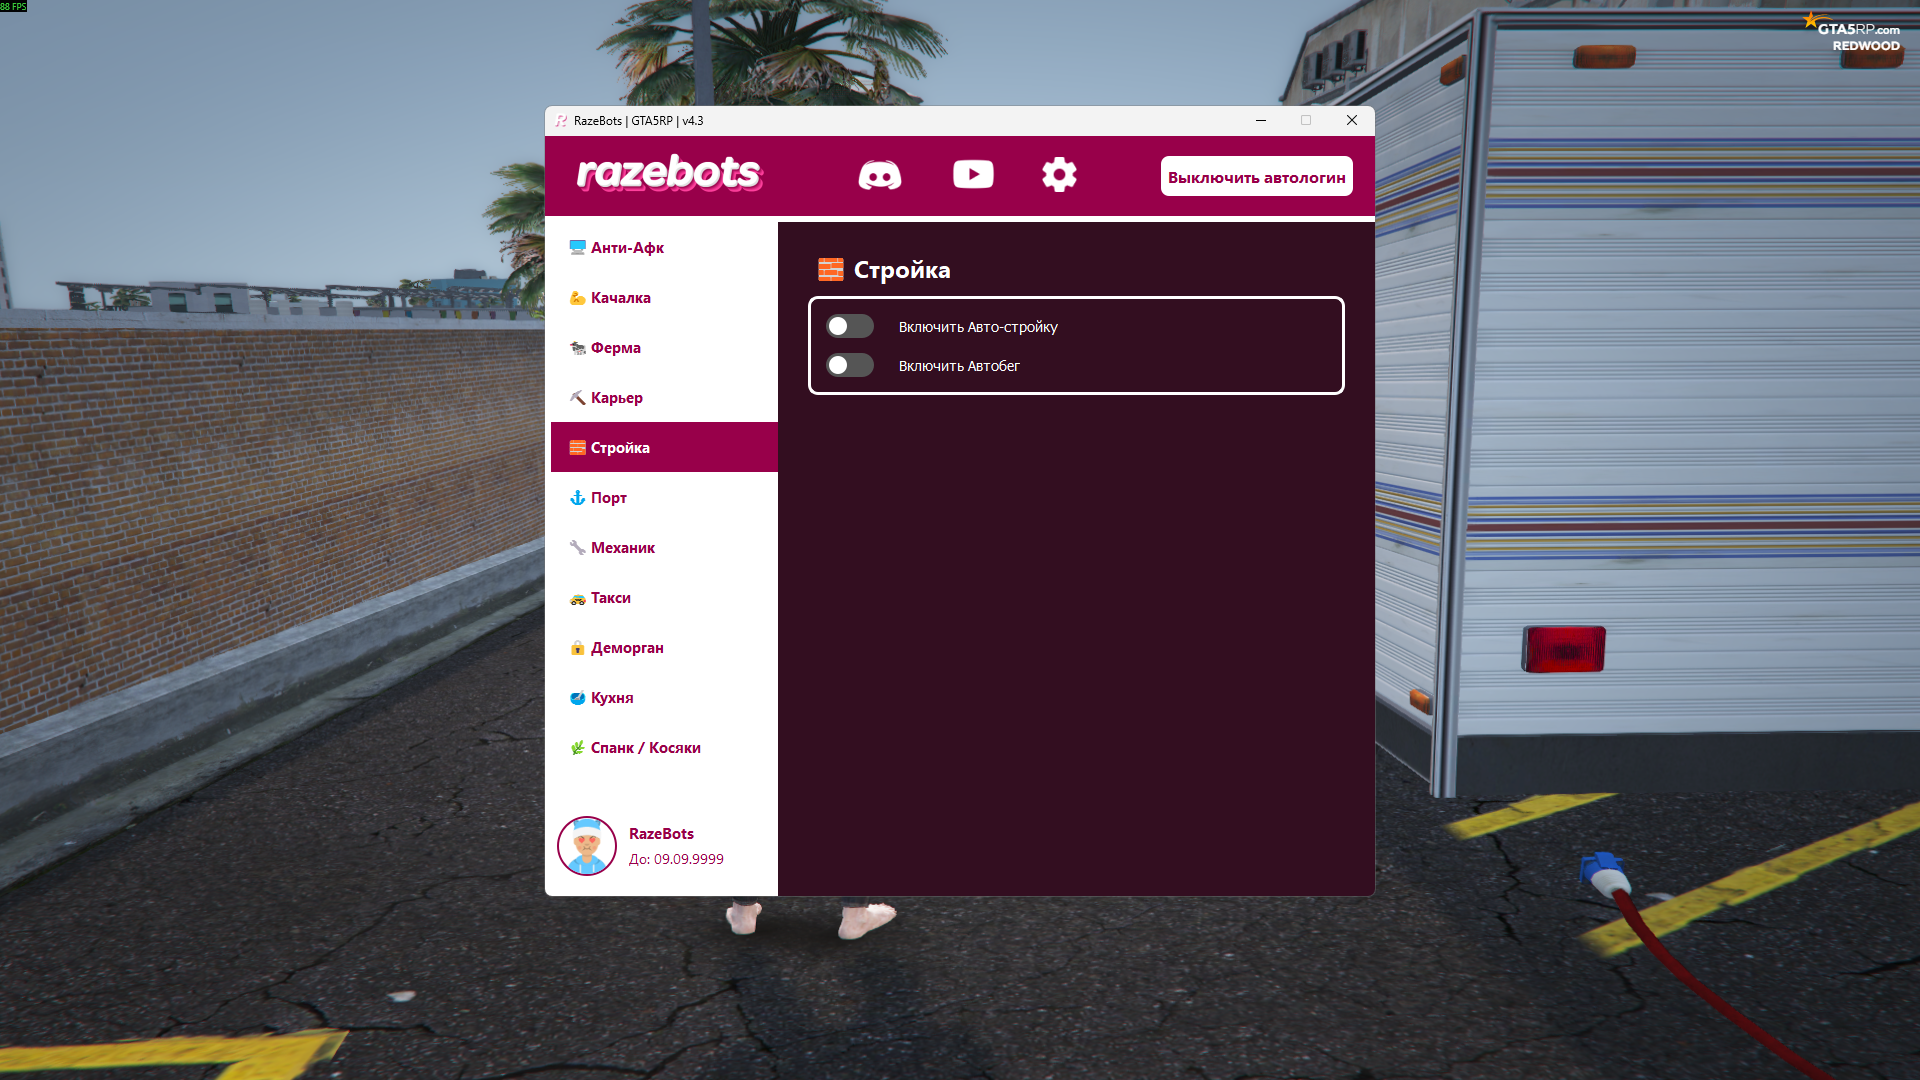 88 FPS
GTA5RP.com
REDWOOD
RazeBots | GTA5RP | v4.3
razebots
Выключить автологин
Анти-Афк
Качалка
Ферма
Карьер
Стройка
Порт
Механик
Такси
Деморган
Кухня
Спанк / Косяки
RazeBots
До: 09.09.9999
Стройка
Включить Авто-стройку
Включить Автобег